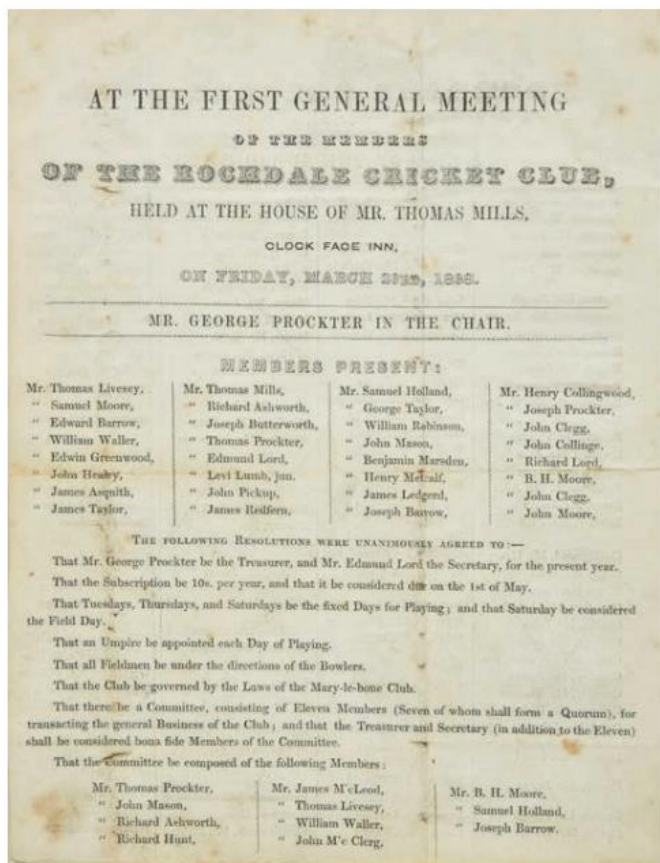 AT THE FIRST GENERAL MEETING
OF THE MEMBERS
OF THE ROCHDALE CRICKET CLUB,
HELD AT THE HOUSE OF MR. THOMAS MILLS,
CLOCK FACE INN,
ON FRIDAY, MARCH 23RD, 1838.
MR. GEORGE PROCKTER IN THE CHAIR.
MEMBERS PRESENT:
Mr. Thomas Livesey,
" Samuel Moore,
" Edward Barrow,
" William Waller,
" Edwin Greenwood,
" John Healey,
" James Asquith,
" James Taylor,
Mr. Thomas Mills,
" Richard Ashworth,
" Joseph Butterworth,
" Thomas Prockter,
" Edmund Lord,
" Levi Lumb, jun.
" John Pickup,
" James Redfern,
Mr. Samuel Holland,
" George Taylor,
" William Robinson,
" John Mason,
" Benjamin Marsden,
" Henry Metcalf,
" James Ledgerd,
" Joseph Barrow,
Mr. Henry Collingwood,
" Joseph Prockter,
" John Clegg,
" John Collinge,
" Richard Lord,
" B. H. Moore,
" John Clegg,
" John Moore,
THE FOLLOWING RESOLUTIONS WERE UNANIMOUSLY AGREED TO:—
That Mr. George Prockter be the Treasurer, and Mr. Edmund Lord the Secretary, for the present year.
That the Subscription be 10s. per year, and that it be considered due on the 1st of May.
That Tuesdays, Thursdays, and Saturdays be the fixed Days for Playing; and that Saturday be considered
the Field Day.
That an Umpire be appointed each Day of Playing.
That all Fieldmen be under the directions of the Bowlers.
That the Club be governed by the Laws of the Mary-le-bone Club.
That there be a Committee, consisting of Eleven Members (Seven of whom shall form a Quorum), for
transacting the general Business of the Club; and that the Treasurer and Secretary (in addition to the Eleven)
shall be considered bona fide Members of the Committee.
That the Committee be composed of the following Members:
Mr. Thomas Prockter,
" John Mason,
" Richard Ashworth,
" Richard Hunt,
Mr. James M'cLeod,
" Thomas Livesey,
" William Waller,
" John M'c Clerg,
Mr. B. H. Moore,
" Samuel Holland,
" Joseph Barrow.